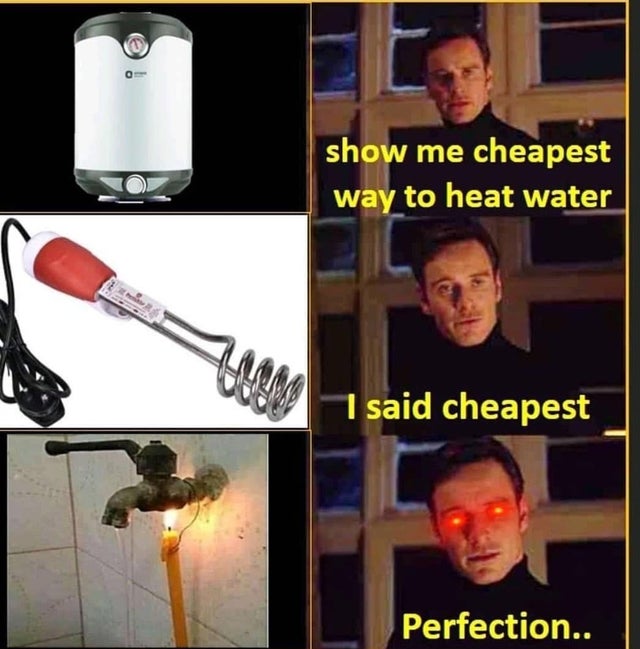 show me cheapest
way to heat water
I said cheapest
Perfection..